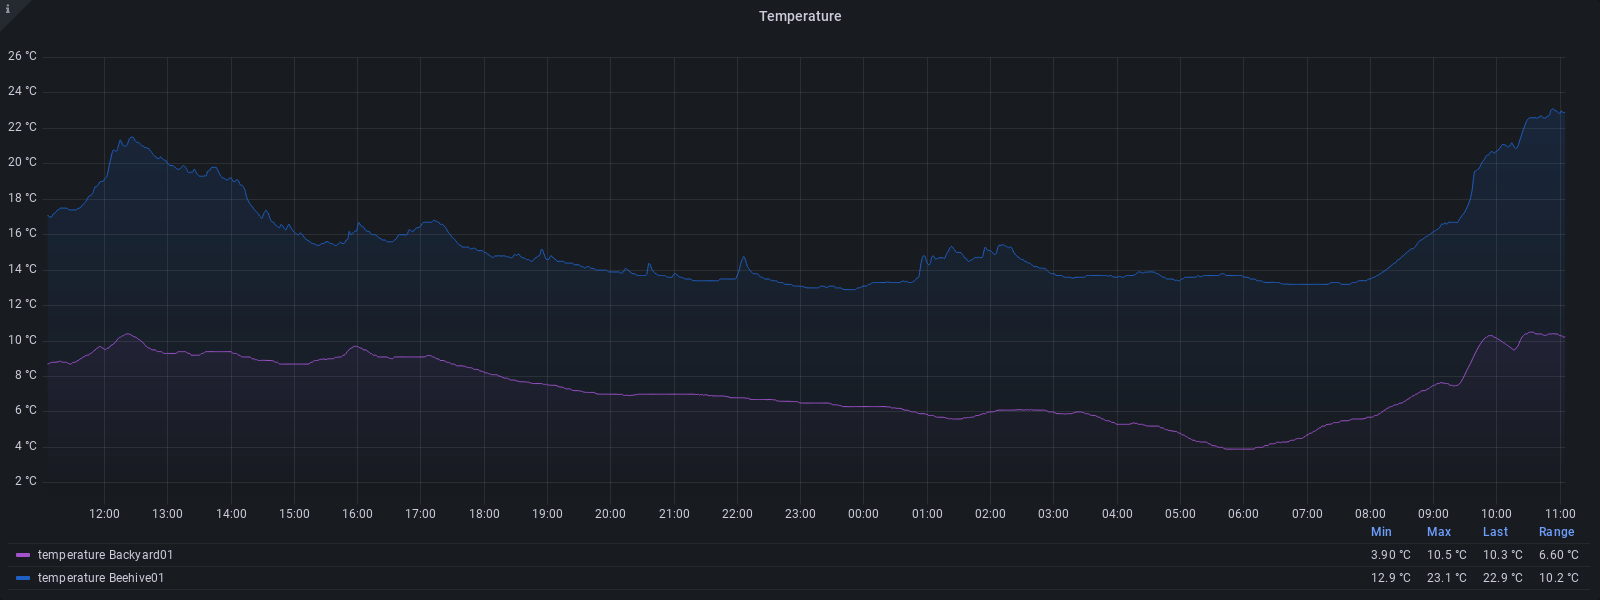 i
Temperature
26 °C
24 °C
22 °C
20 °C
18 °C
16 °C
14 °C
12 °C
10 °C
8 °C
6 °C
4 °C
2 °C
12:00 13:00 14:00 15:00 16:00 17:00 18:00 19:00 20:00 21:00 22:00 23:00 00:00 01:00 02:00 03:00 04:00 05:00 06:00 07:00 08:00 09:00 10:00 11:00
Min Max Last Range
temperature Backyard01 3.90 °C 10.5 °C 10.3 °C 6.60 °C
temperature Beehive01 12.9 °C 23.1 °C 22.9 °C 10.2 °C